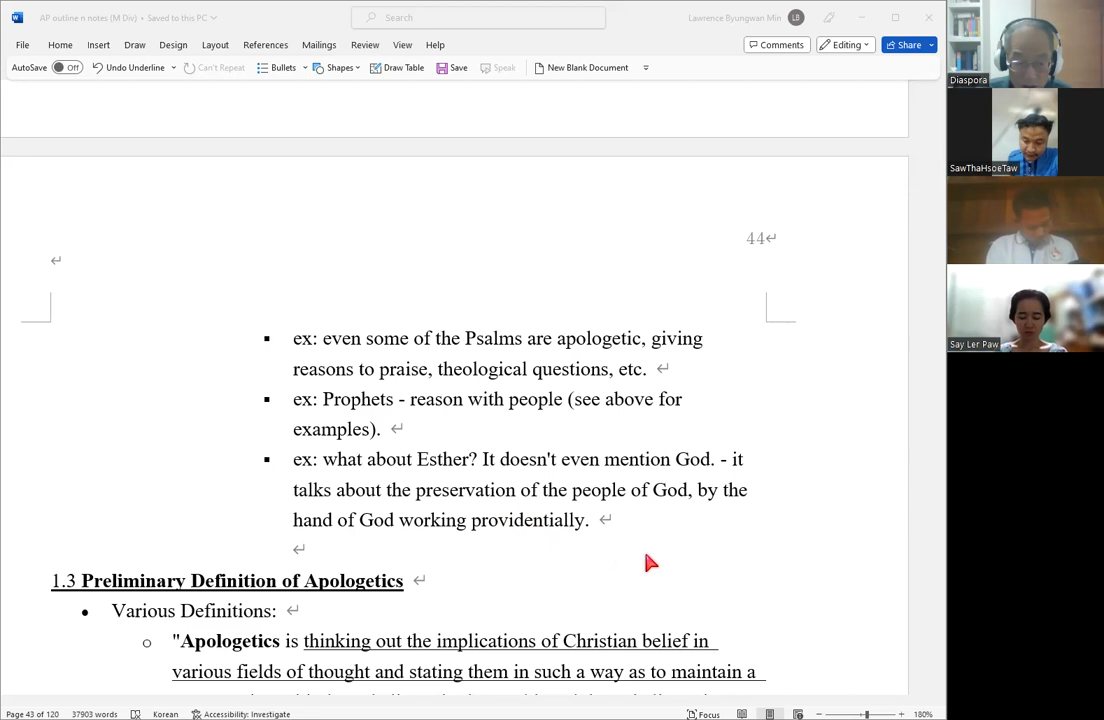 AP outline n notes (M Div) • Saved to this PC
Search
Lawrence Byungwan Min LB
File Home Insert Draw Design Layout References Mailings Review View Help
Comments Editing Share
AutoSave Off Undo Underline Can't Repeat Bullets Shapes Draw Table Save Speak New Blank Document
Diaspora
SawThaHsoeTaw
Say Ler Paw
44
▪ ex: even some of the Psalms are apologetic, giving
reasons to praise, theological questions, etc.
▪ ex: Prophets - reason with people (see above for
examples).
▪ ex: what about Esther? It doesn't even mention God. - it
talks about the preservation of the people of God, by the
hand of God working providentially.
1.3 Preliminary Definition of Apologetics
• Various Definitions:
o "Apologetics is thinking out the implications of Christian belief in
various fields of thought and stating them in such a way as to maintain a
Page 43 of 120 37903 words Korean Accessibility: Investigate Focus 180%